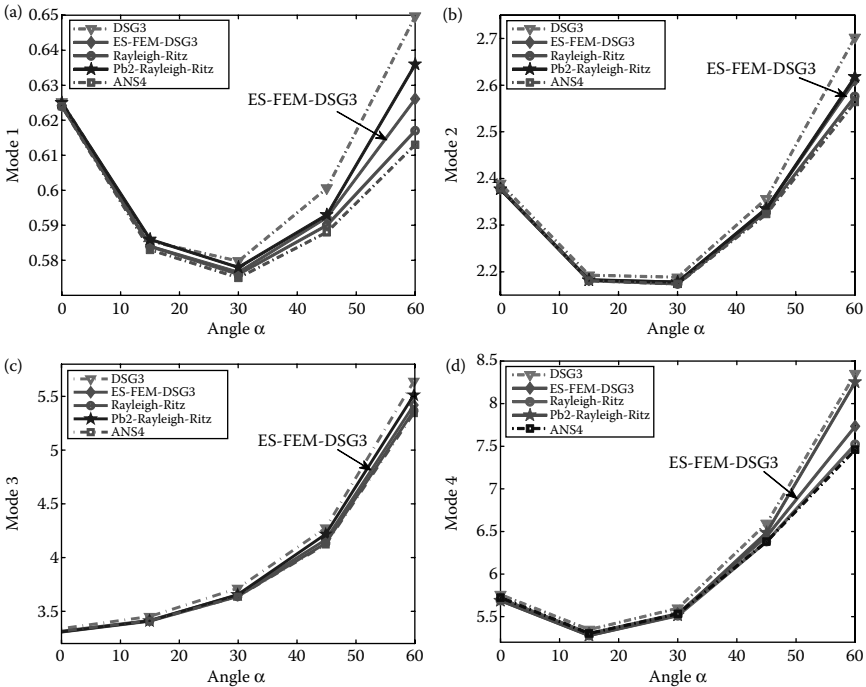 (a)
0.65
0.63
0.62
0.61
0.6
0.59
0.58
Mode 1
DSG3
ES-FEM-DSG3
Rayleigh-Ritz
Pb2-Rayleigh-Ritz
ANS4
ES-FEM-DSG3
0 10 20 30 40 50 60
Angle α
(b)
2.7
2.6
2.5
2.4
2.3
2.2
Mode 2
DSG3
ES-FEM-DSG3
Rayleigh-Ritz
Pb2-Rayleigh-Ritz
ANS4
ES-FEM-DSG3
0 10 20 30 40 50 60
Angle α
(c)
5.5
5
4.5
4
3.5
Mode 3
DSG3
ES-FEM-DSG3
Rayleigh-Ritz
Pb2-Rayleigh-Ritz
ANS4
ES-FEM-DSG3
0 10 20 30 40 50 60
Angle α
(d)
8.5
8
7.5
7
6.5
6
5.5
Mode 4
DSG3
ES-FEM-DSG3
Rayleigh-Ritz
Pb2-Rayleigh-Ritz
ANS4
ES-FEM-DSG3
0 10 20 30 40 50 60
Angle α